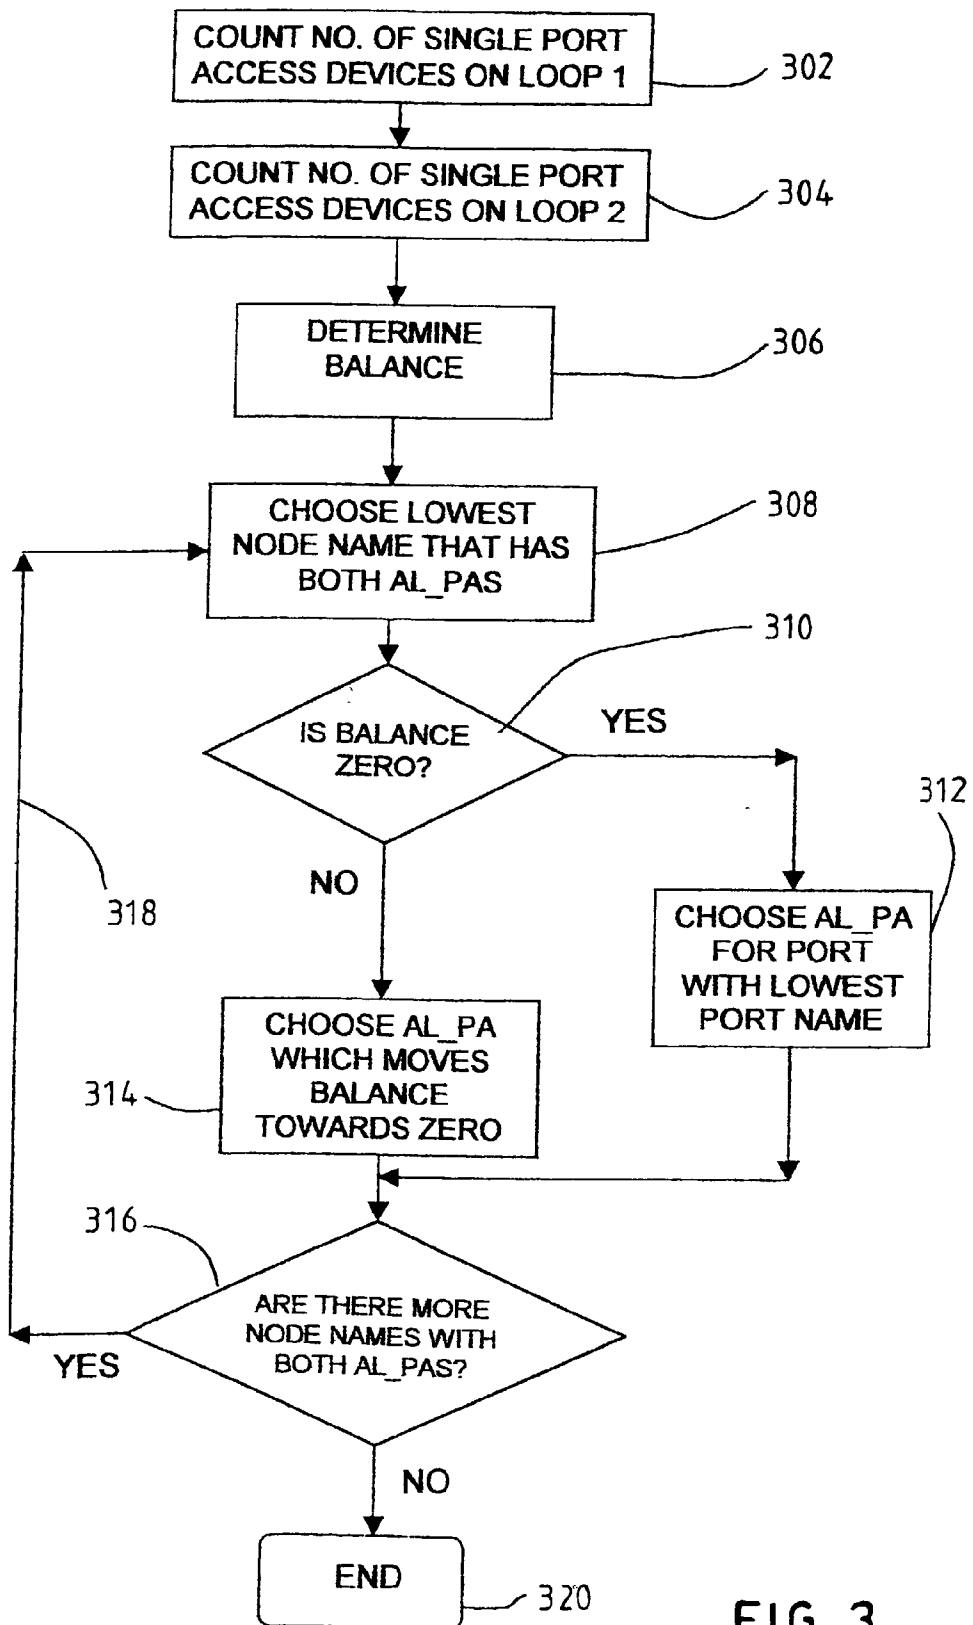 COUNT NO. OF SINGLE PORT
ACCESS DEVICES ON LOOP 1
302
COUNT NO. OF SINGLE PORT
ACCESS DEVICES ON LOOP 2
304
DETERMINE
BALANCE
306
CHOOSE LOWEST
NODE NAME THAT HAS
BOTH AL_PAS
308
310
IS BALANCE
ZERO?
YES
312
NO
318
CHOOSE AL_PA
FOR PORT
WITH LOWEST
PORT NAME
CHOOSE AL_PA
WHICH MOVES
BALANCE
TOWARDS ZERO
314
316
ARE THERE MORE
NODE NAMES WITH
BOTH AL_PAS?
YES
NO
END
320
FIG. 3